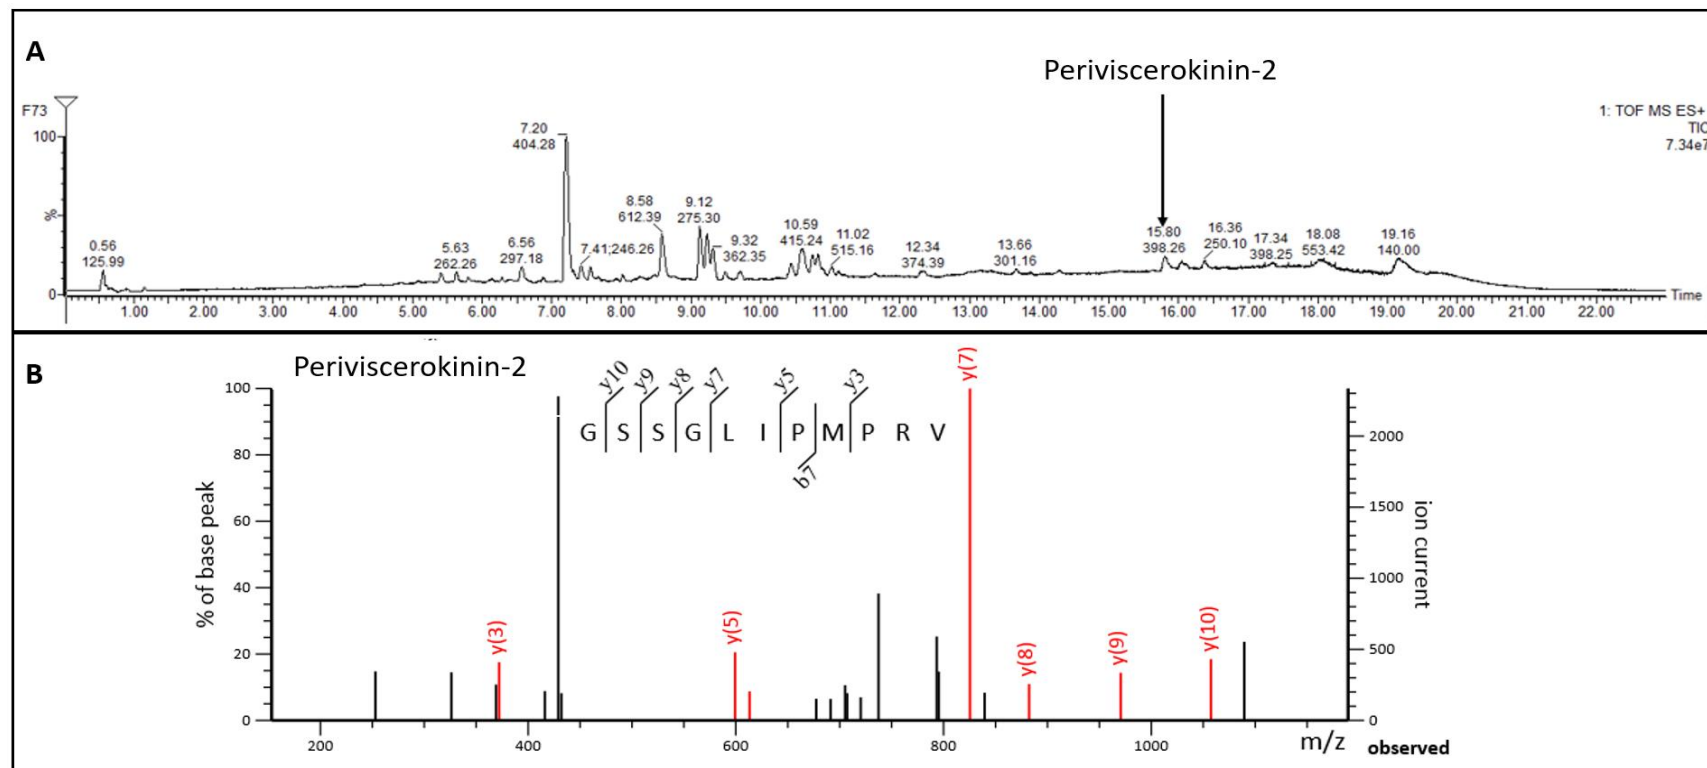 A
Periviscerokinin-2
F73
1: TOF MS ES+
TIC
7.34e7
100
%
0
7.20
404.28
0.56
125.99
5.63
262.26
6.56
297.18
7.41;246.26
8.58
612.39
9.12
275.30
9.32
362.35
10.59
415.24
11.02
515.16
12.34
374.39
13.66
301.16
15.80
398.26
16.36
250.10
17.34
398.25
18.08
553.42
19.16
140.00
Time
1.00 2.00 3.00 4.00 5.00 6.00 7.00 8.00 9.00 10.00 11.00 12.00 13.00 14.00 15.00 16.00 17.00 18.00 19.00 20.00 21.00 22.00
B
Periviscerokinin-2
y10 y9 y8 y7 y5 y3
G S S G L I P M P R V
b7
% of base peak
100
80
60
40
20
0
y(3)
y(5)
y(7)
y(8)
y(9)
y(10)
2000
1500
1000
500
0
ion current
200 400 600 800 1000
m/z observed